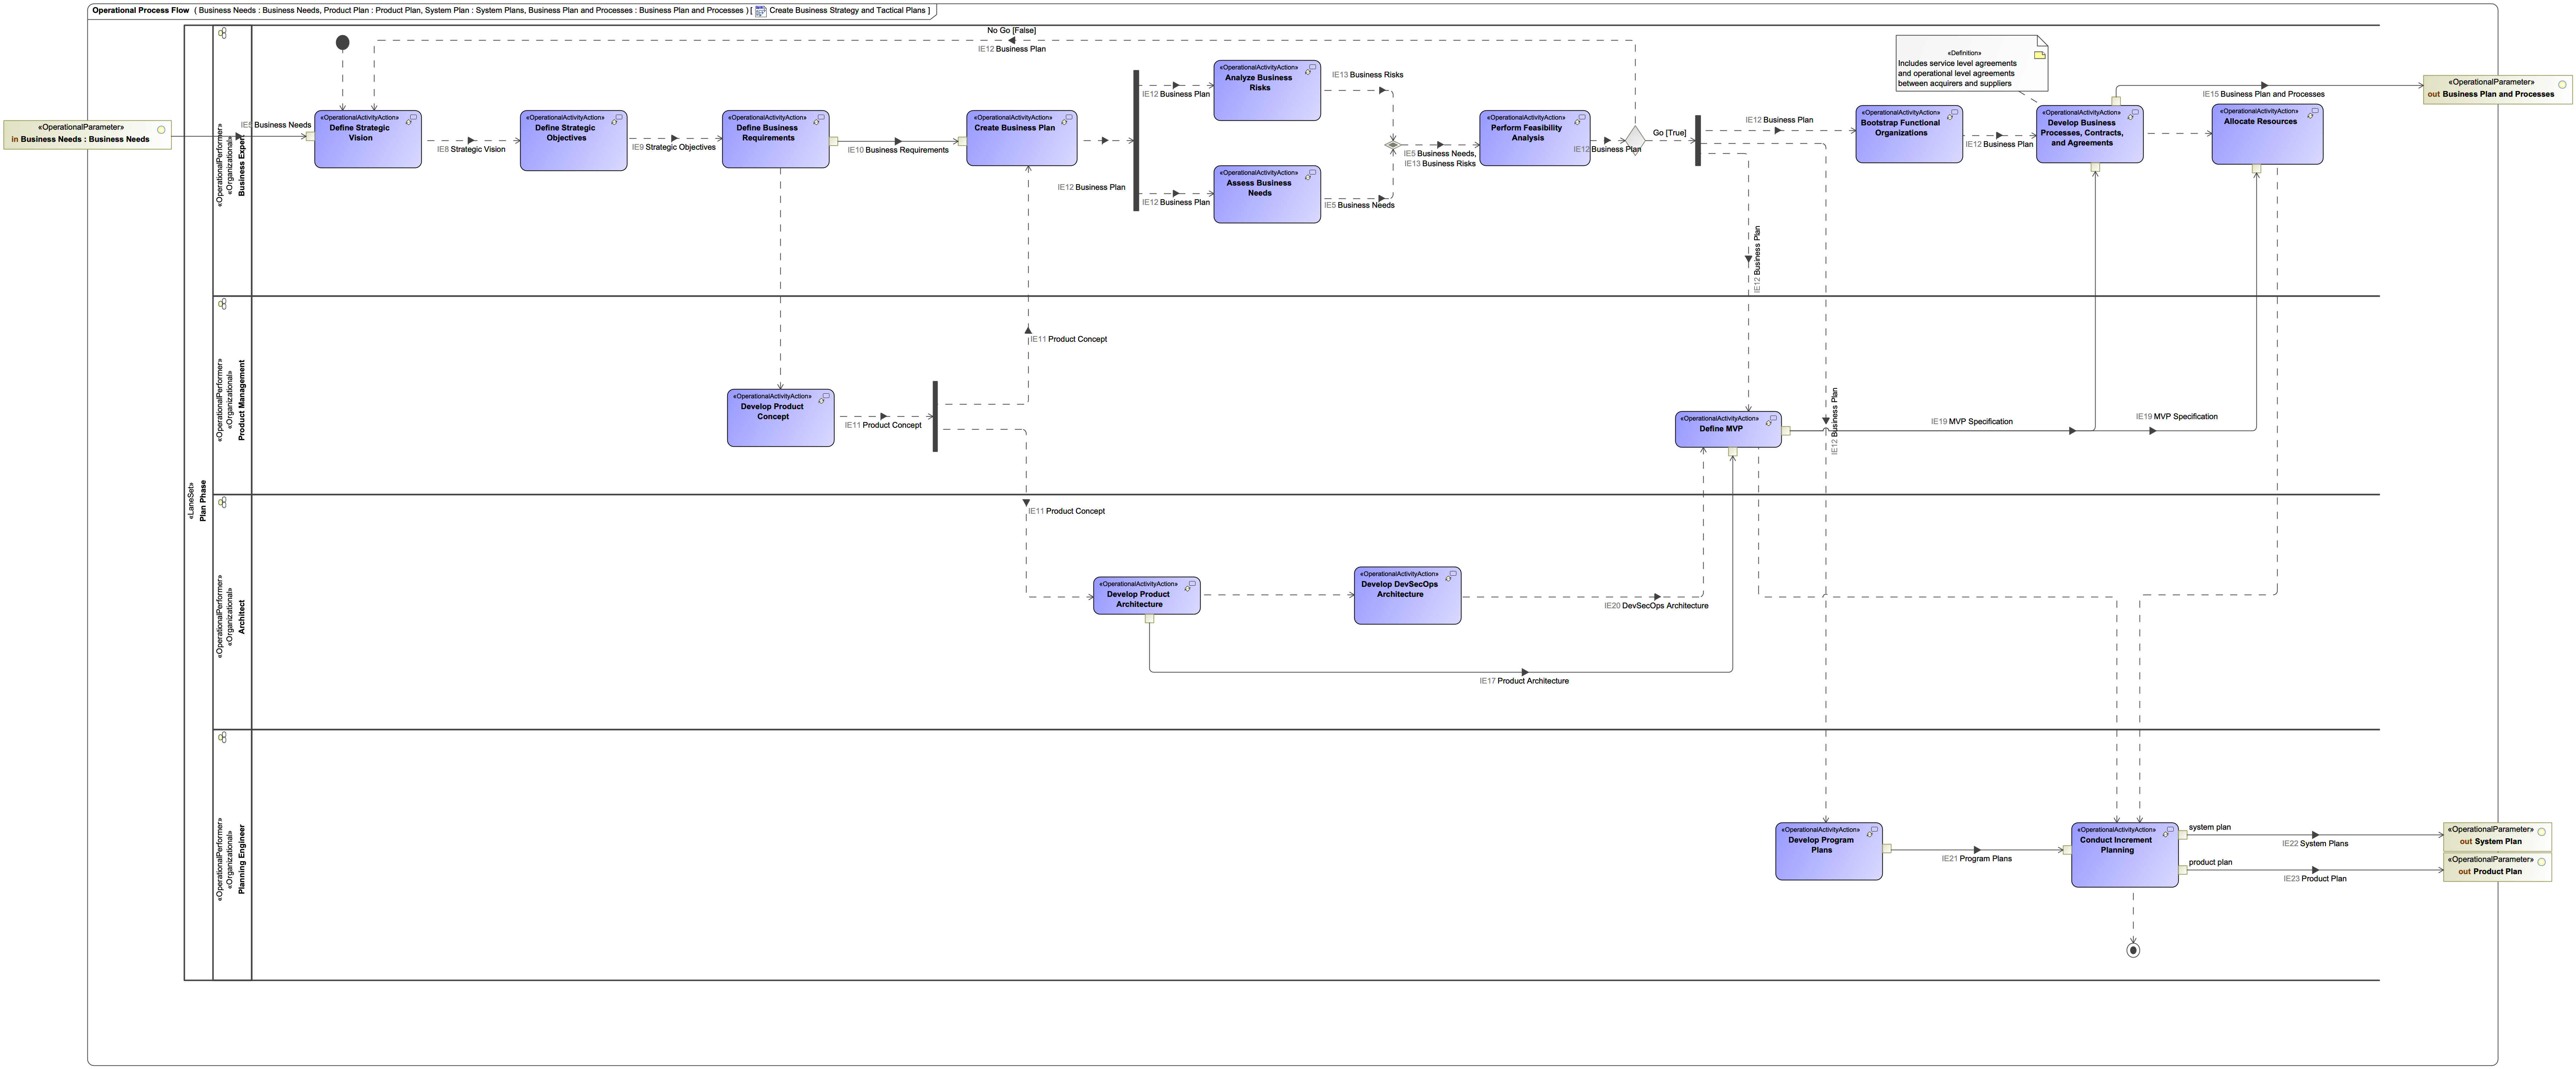 Operational Process Flow ( Business Needs : Business Needs, Product Plan : Product Plan, System Plan : System Plans, Business Plan and Processes : Business Plan and Processes ) [ Create Business Strategy and Tactical Plans ]
«OperationalParameter»
in Business Needs : Business Needs
«LaneSet»
Plan Phase
«OperationalPerformer»
«Organizational»
Business Expert
IE5 Business Needs
«OperationalActivityAction»
Define Strategic
Vision
IE8 Strategic Vision
«OperationalActivityAction»
Define Strategic
Objectives
IE9 Strategic Objectives
«OperationalActivityAction»
Define Business
Requirements
IE10 Business Requirements
No Go [False]
IE12 Business Plan
«OperationalActivityAction»
Create Business Plan
IE12 Business Plan
IE12 Business Plan
IE12 Business Plan
«OperationalActivityAction»
Analyze Business
Risks
IE13 Business Risks
«OperationalActivityAction»
Assess Business
Needs
IE5 Business Needs
IE5 Business Needs,
IE13 Business Risks
«OperationalActivityAction»
Perform Feasibility
Analysis
IE12 Business Plan
Go [True]
IE12 Business Plan
IE12 Business Plan
IE12 Business Plan
«OperationalActivityAction»
Bootstrap Functional
Organizations
IE12 Business Plan
«Definition»
Includes service level agreements
and operational level agreements
between acquirers and suppliers
«OperationalActivityAction»
Develop Business
Processes, Contracts,
and Agreements
«OperationalActivityAction»
Allocate Resources
IE15 Business Plan and Processes
«OperationalParameter»
out Business Plan and Processes
«OperationalPerformer»
«Organizational»
Product Management
«OperationalActivityAction»
Develop Product
Concept
IE11 Product Concept
IE11 Product Concept
IE11 Product Concept
«OperationalActivityAction»
Define MVP
IE19 MVP Specification
IE19 MVP Specification
«OperationalPerformer»
«Organizational»
Architect
«OperationalActivityAction»
Develop Product
Architecture
«OperationalActivityAction»
Develop DevSecOps
Architecture
IE20 DevSecOps Architecture
IE17 Product Architecture
«OperationalPerformer»
«Organizational»
Planning Engineer
«OperationalActivityAction»
Develop Program
Plans
IE21 Program Plans
«OperationalActivityAction»
Conduct Increment
Planning
system plan
IE22 System Plans
product plan
IE23 Product Plan
«OperationalParameter»
out System Plan
«OperationalParameter»
out Product Plan